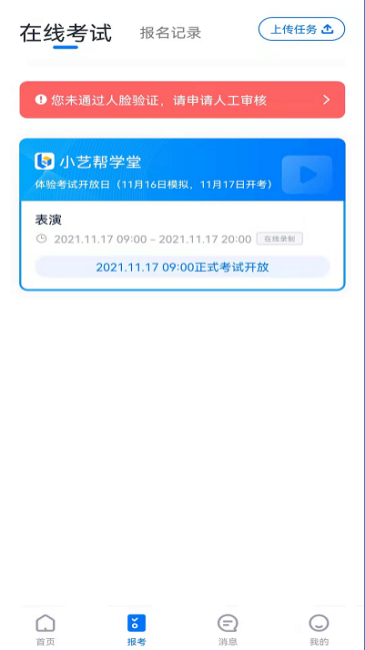 在线考试 报名记录 上传任务
您未通过人脸验证，请申请人工审核
小艺帮学堂
体验考试开放日（11月16日模拟，11月17日开考）
表演
2021.11.17 09:00 - 2021.11.17 20:00 在线录制
2021.11.17 09:00正式考试开放
首页 报考 消息 我的